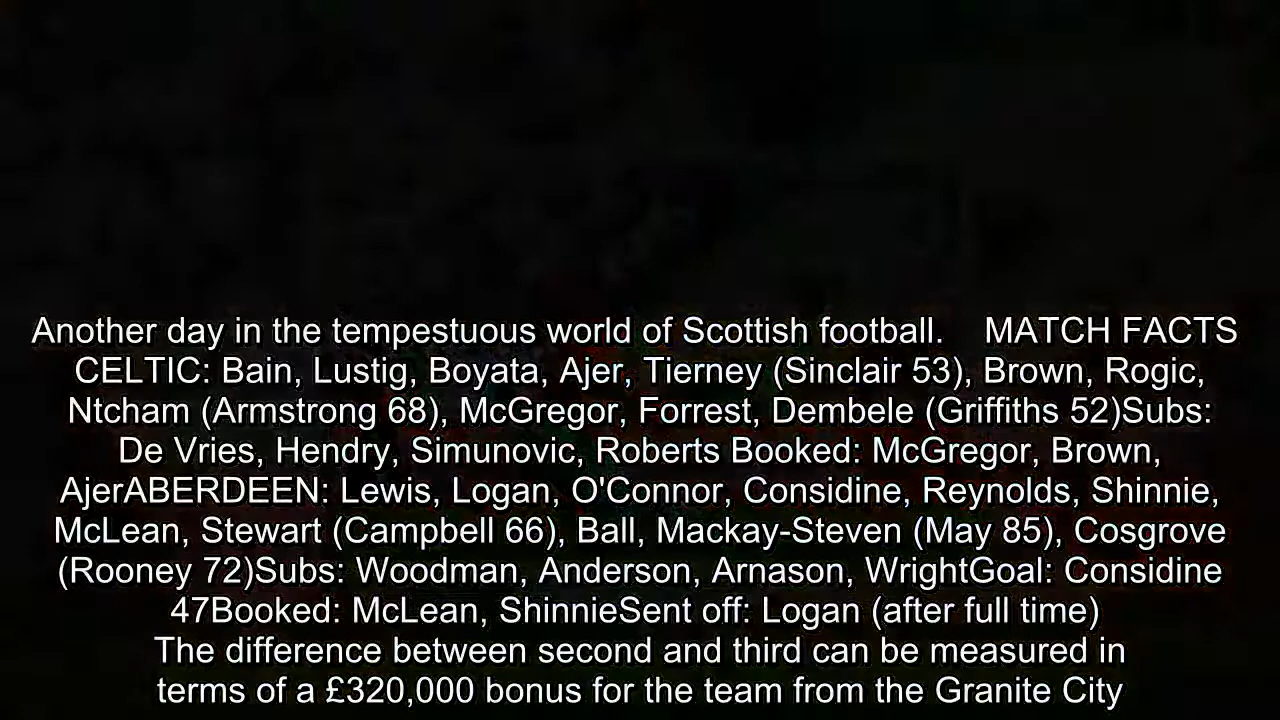 Another day in the tempestuous world of Scottish football.    MATCH FACTS
CELTIC: Bain, Lustig, Boyata, Ajer, Tierney (Sinclair 53), Brown, Rogic,
Ntcham (Armstrong 68), McGregor, Forrest, Dembele (Griffiths 52)Subs:
De Vries, Hendry, Simunovic, Roberts Booked: McGregor, Brown,
AjerABERDEEN: Lewis, Logan, O'Connor, Considine, Reynolds, Shinnie,
McLean, Stewart (Campbell 66), Ball, Mackay-Steven (May 85), Cosgrove
(Rooney 72)Subs: Woodman, Anderson, Arnason, WrightGoal: Considine
47Booked: McLean, ShinnieSent off: Logan (after full time)
The difference between second and third can be measured in
terms of a £320,000 bonus for the team from the Granite City